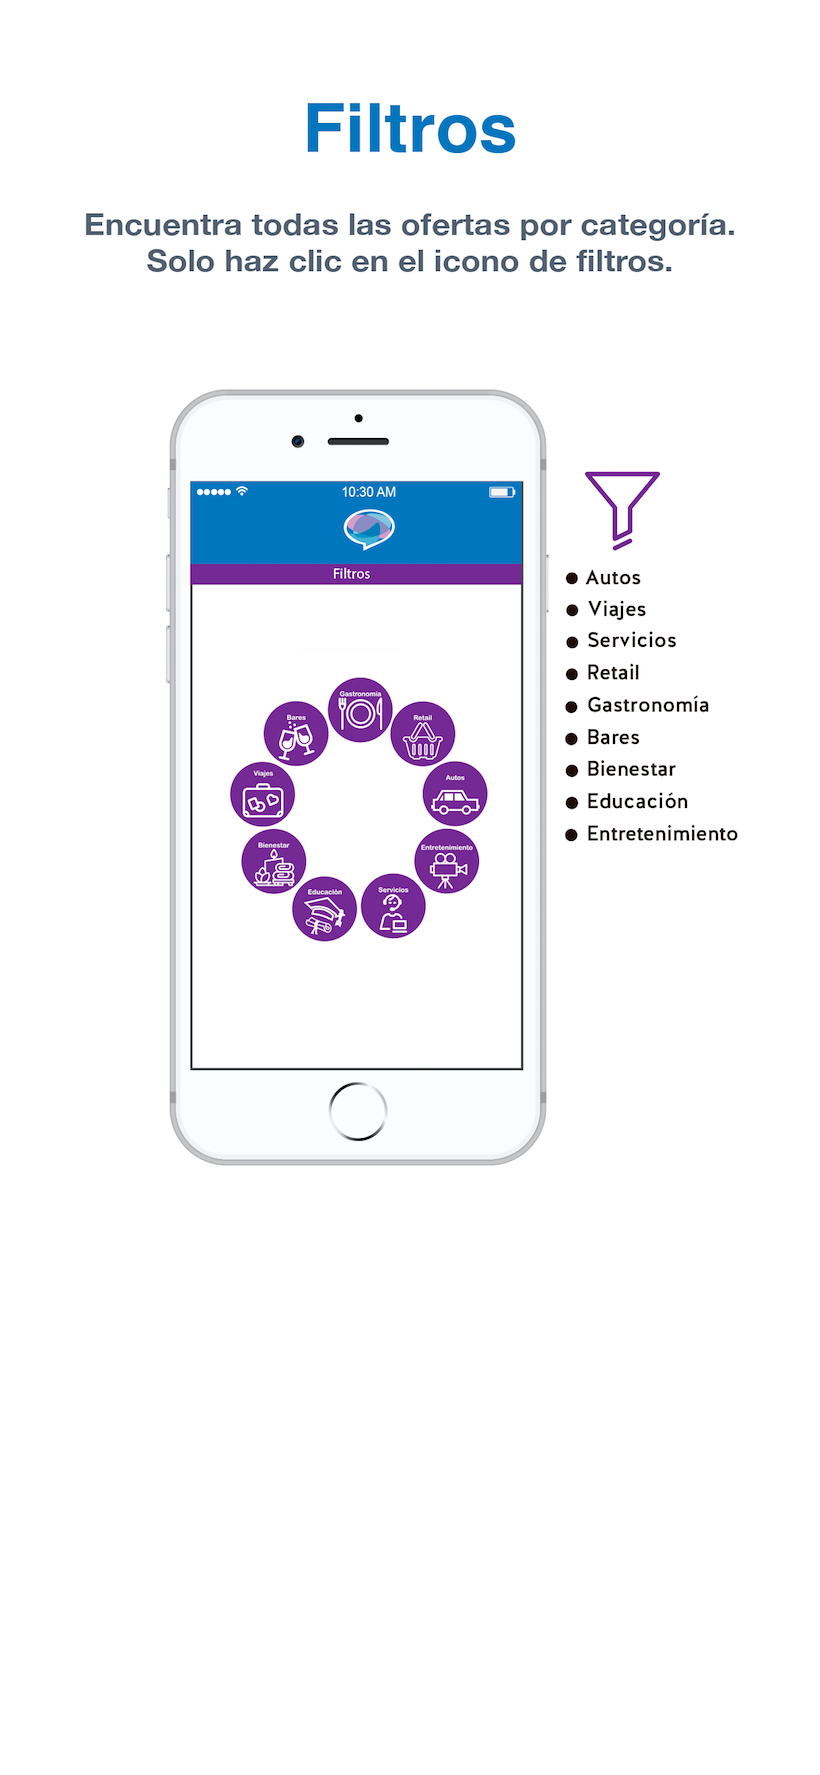 Filtros
Encuentra todas las ofertas por categoría.
Solo haz clic en el icono de filtros.
10:30 AM
Filtros
Gastronomía
Bares
Retail
Viajes
Autos
Bienestar
Entretenimiento
Educación
Servicios
• Autos
• Viajes
• Servicios
• Retail
• Gastronomía
• Bares
• Bienestar
• Educación
• Entretenimiento